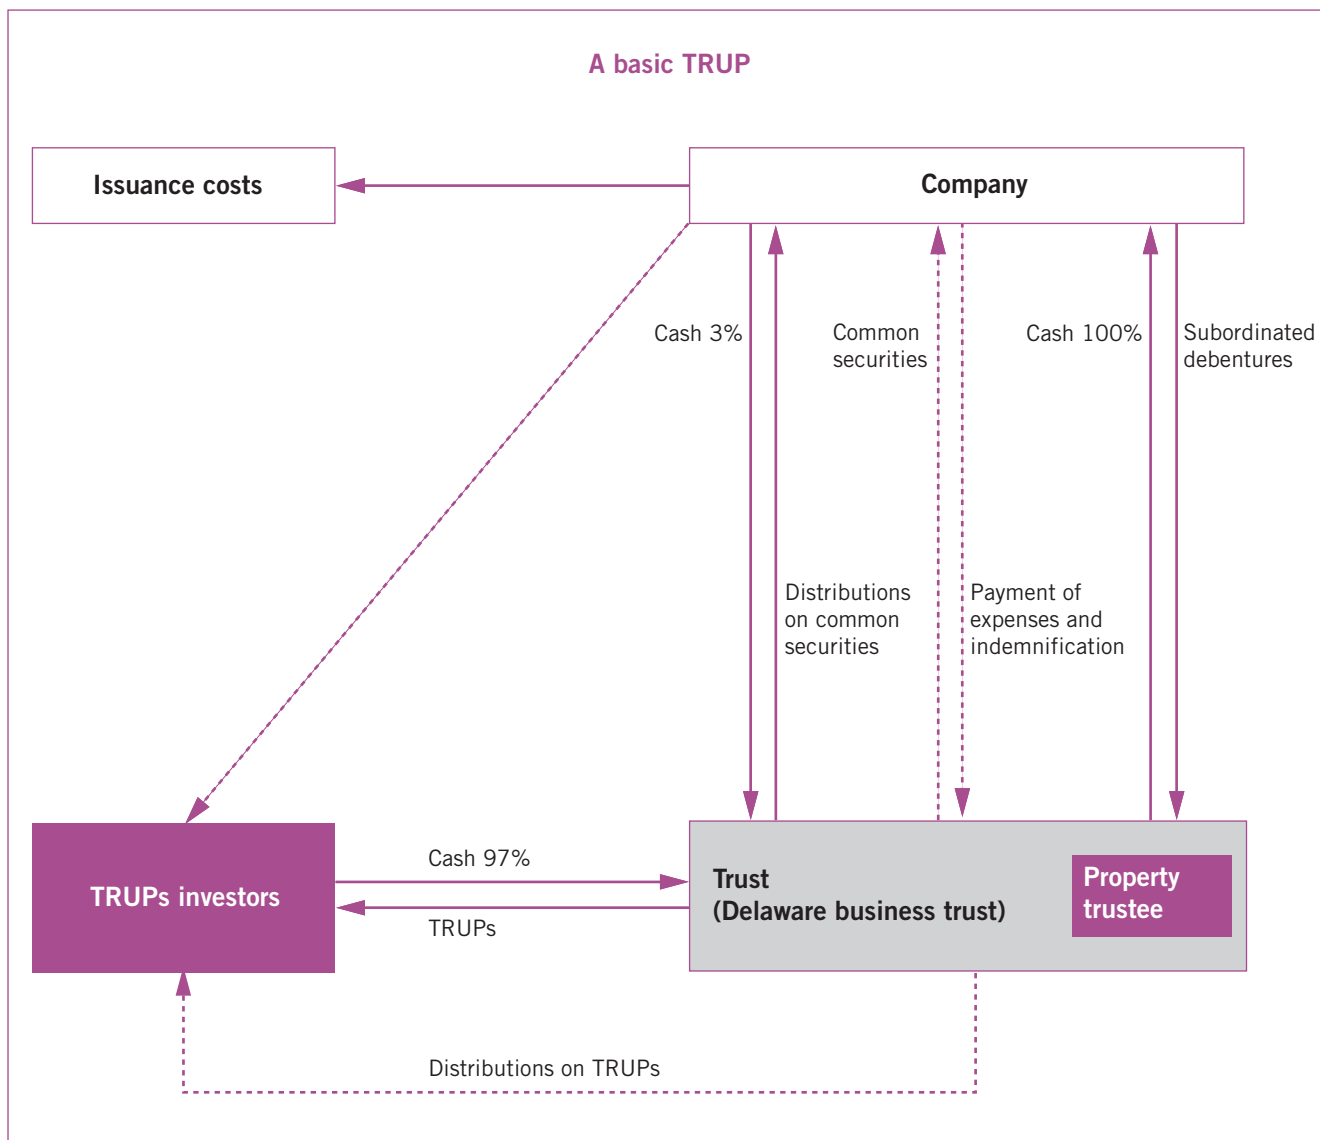 A basic TRUP
Issuance costs
Company
Cash 3%
Common
securities
Cash 100%
Subordinated
debentures
Distributions
on common
securities
Payment of
expenses and
indemnification
TRUPs investors
Cash 97%
TRUPs
Trust
(Delaware business trust)
Property
trustee
Distributions on TRUPs